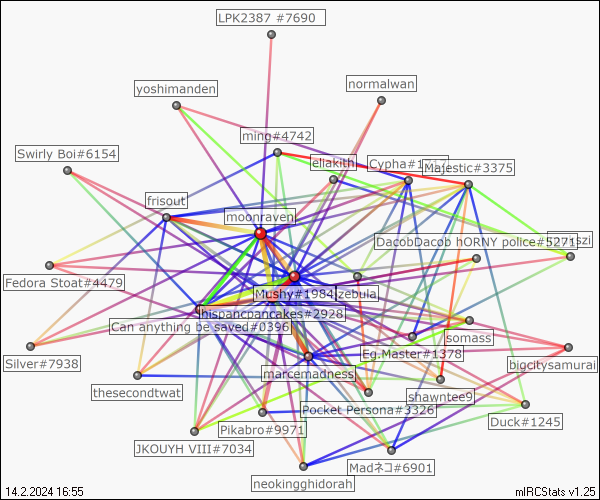 LPK2387 #7690
yoshimanden
normalwan
ming#4742
Swirly Boi#6154
eliakith
Majestic#3375
frisout
moonraven
DacobDacob hORNY police#5271
Fedora Stoat#4479
Mushy#1984
zebula
hispancpancakes#2928
Can anything be saved#0396
somass
Eg.Master#1378
Silver#7938
bigcitysamurai
marcemadness
thesecondtwat
shawntee9
Pocket Persona#3326
Duck#1245
Pikabro#9971
JKOUYH VIII#7034
Madネコ#6901
neokingghidorah
14.2.2024 16:55
mIRCStats v1.25